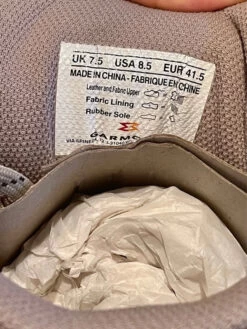 UK 7.5 USA 8.5 EUR 41.5
MADE IN CHINA - FABRIQUE EN CHINE
Leather and Fabric Upper
Fabric Lining
Rubber Sole